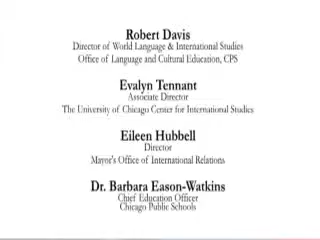 Robert Davis
Director of World Language & International Studies
Office of Language and Cultural Education, CPS
Evalyn Tennant
Associate Director
The University of Chicago Center for International Studies
Eileen Hubbell
Director
Mayor's Office of International Relations
Dr. Barbara Eason-Watkins
Chief Education Officer
Chicago Public Schools